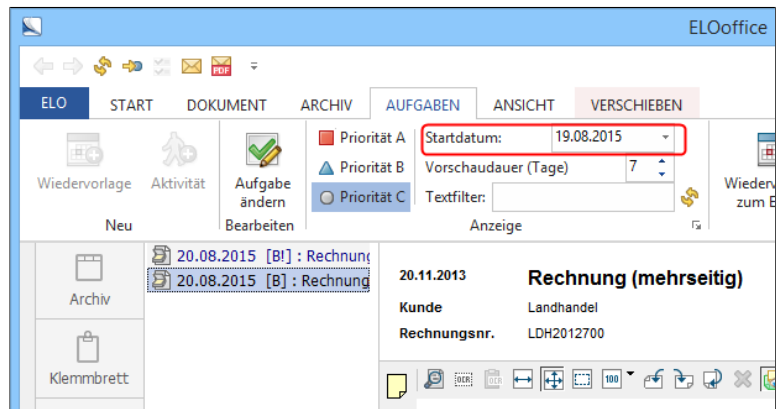 ELOoffice
PDF
ELO START DOKUMENT ARCHIV AUFGABEN ANSICHT VERSCHIEBEN
Priorität A Startdatum: 19.08.2015
Priorität B Vorschaudauer (Tage) 7
Wiedervorlage Aktivität Aufgabe ändern Priorität C Textfilter:
zum
Neu Bearbeiten Anzeige
20.08.2015 [B!] : Rechnung
20.08.2015 [B] : Rechnung
Archiv
Klemmbrett
20.11.2013 Rechnung (mehrseitig)
Kunde Landhandel
Rechnungsnr. LDH2012700
OCR OCR 100